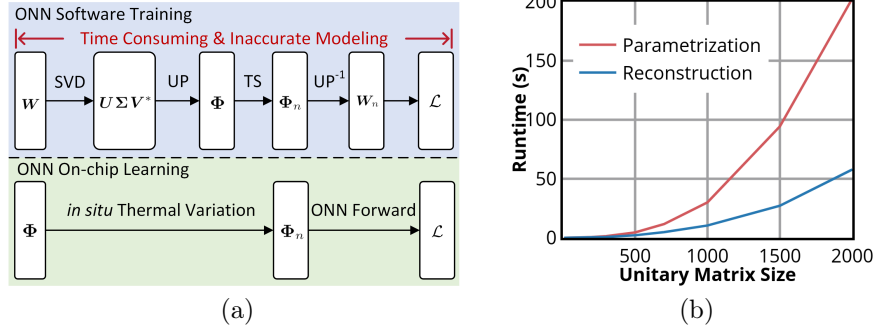 ONN Software Training
Time Consuming & Inaccurate Modeling
W SVD UΣV* UP Φ TS Φn UP-1 Wn ℒ
ONN On-chip Learning
Φ in situ Thermal Variation Φn ONN Forward ℒ
(a)
Runtime (s)
200
150
100
50
0
Parametrization
Reconstruction
500 1000 1500 2000
Unitary Matrix Size
(b)